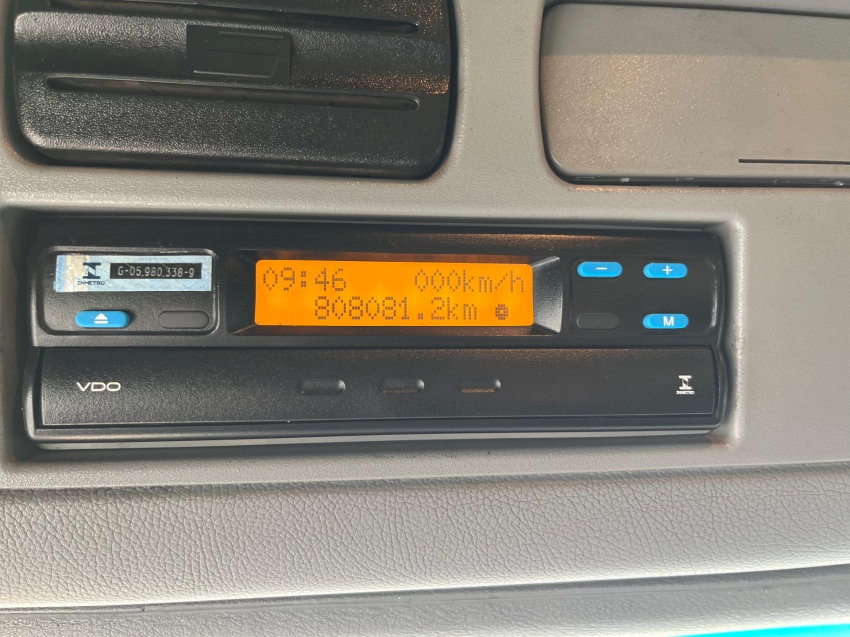 G-05.980.338-9
INMETRO
09:46 000km/h
808081.2km
- +
M
VDO
INMETRO